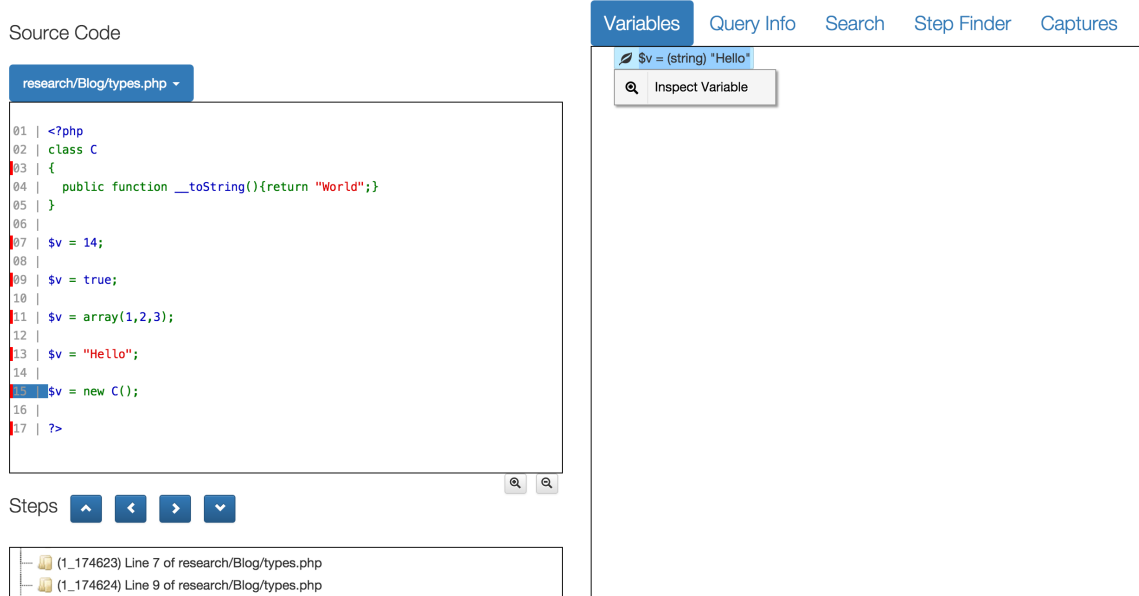 Source Code
research/Blog/types.php
01 | <?php
02 | class C
03 | {
04 |   public function __toString(){return "World";}
05 | }
06 |
07 | $v = 14;
08 |
09 | $v = true;
10 |
11 | $v = array(1,2,3);
12 |
13 | $v = "Hello";
14 |
15 | $v = new C();
16 |
17 | ?>
Steps
(1_174623) Line 7 of research/Blog/types.php
(1_174624) Line 9 of research/Blog/types.php
Variables Query Info Search Step Finder Captures
$v = (string) "Hello"
Inspect Variable